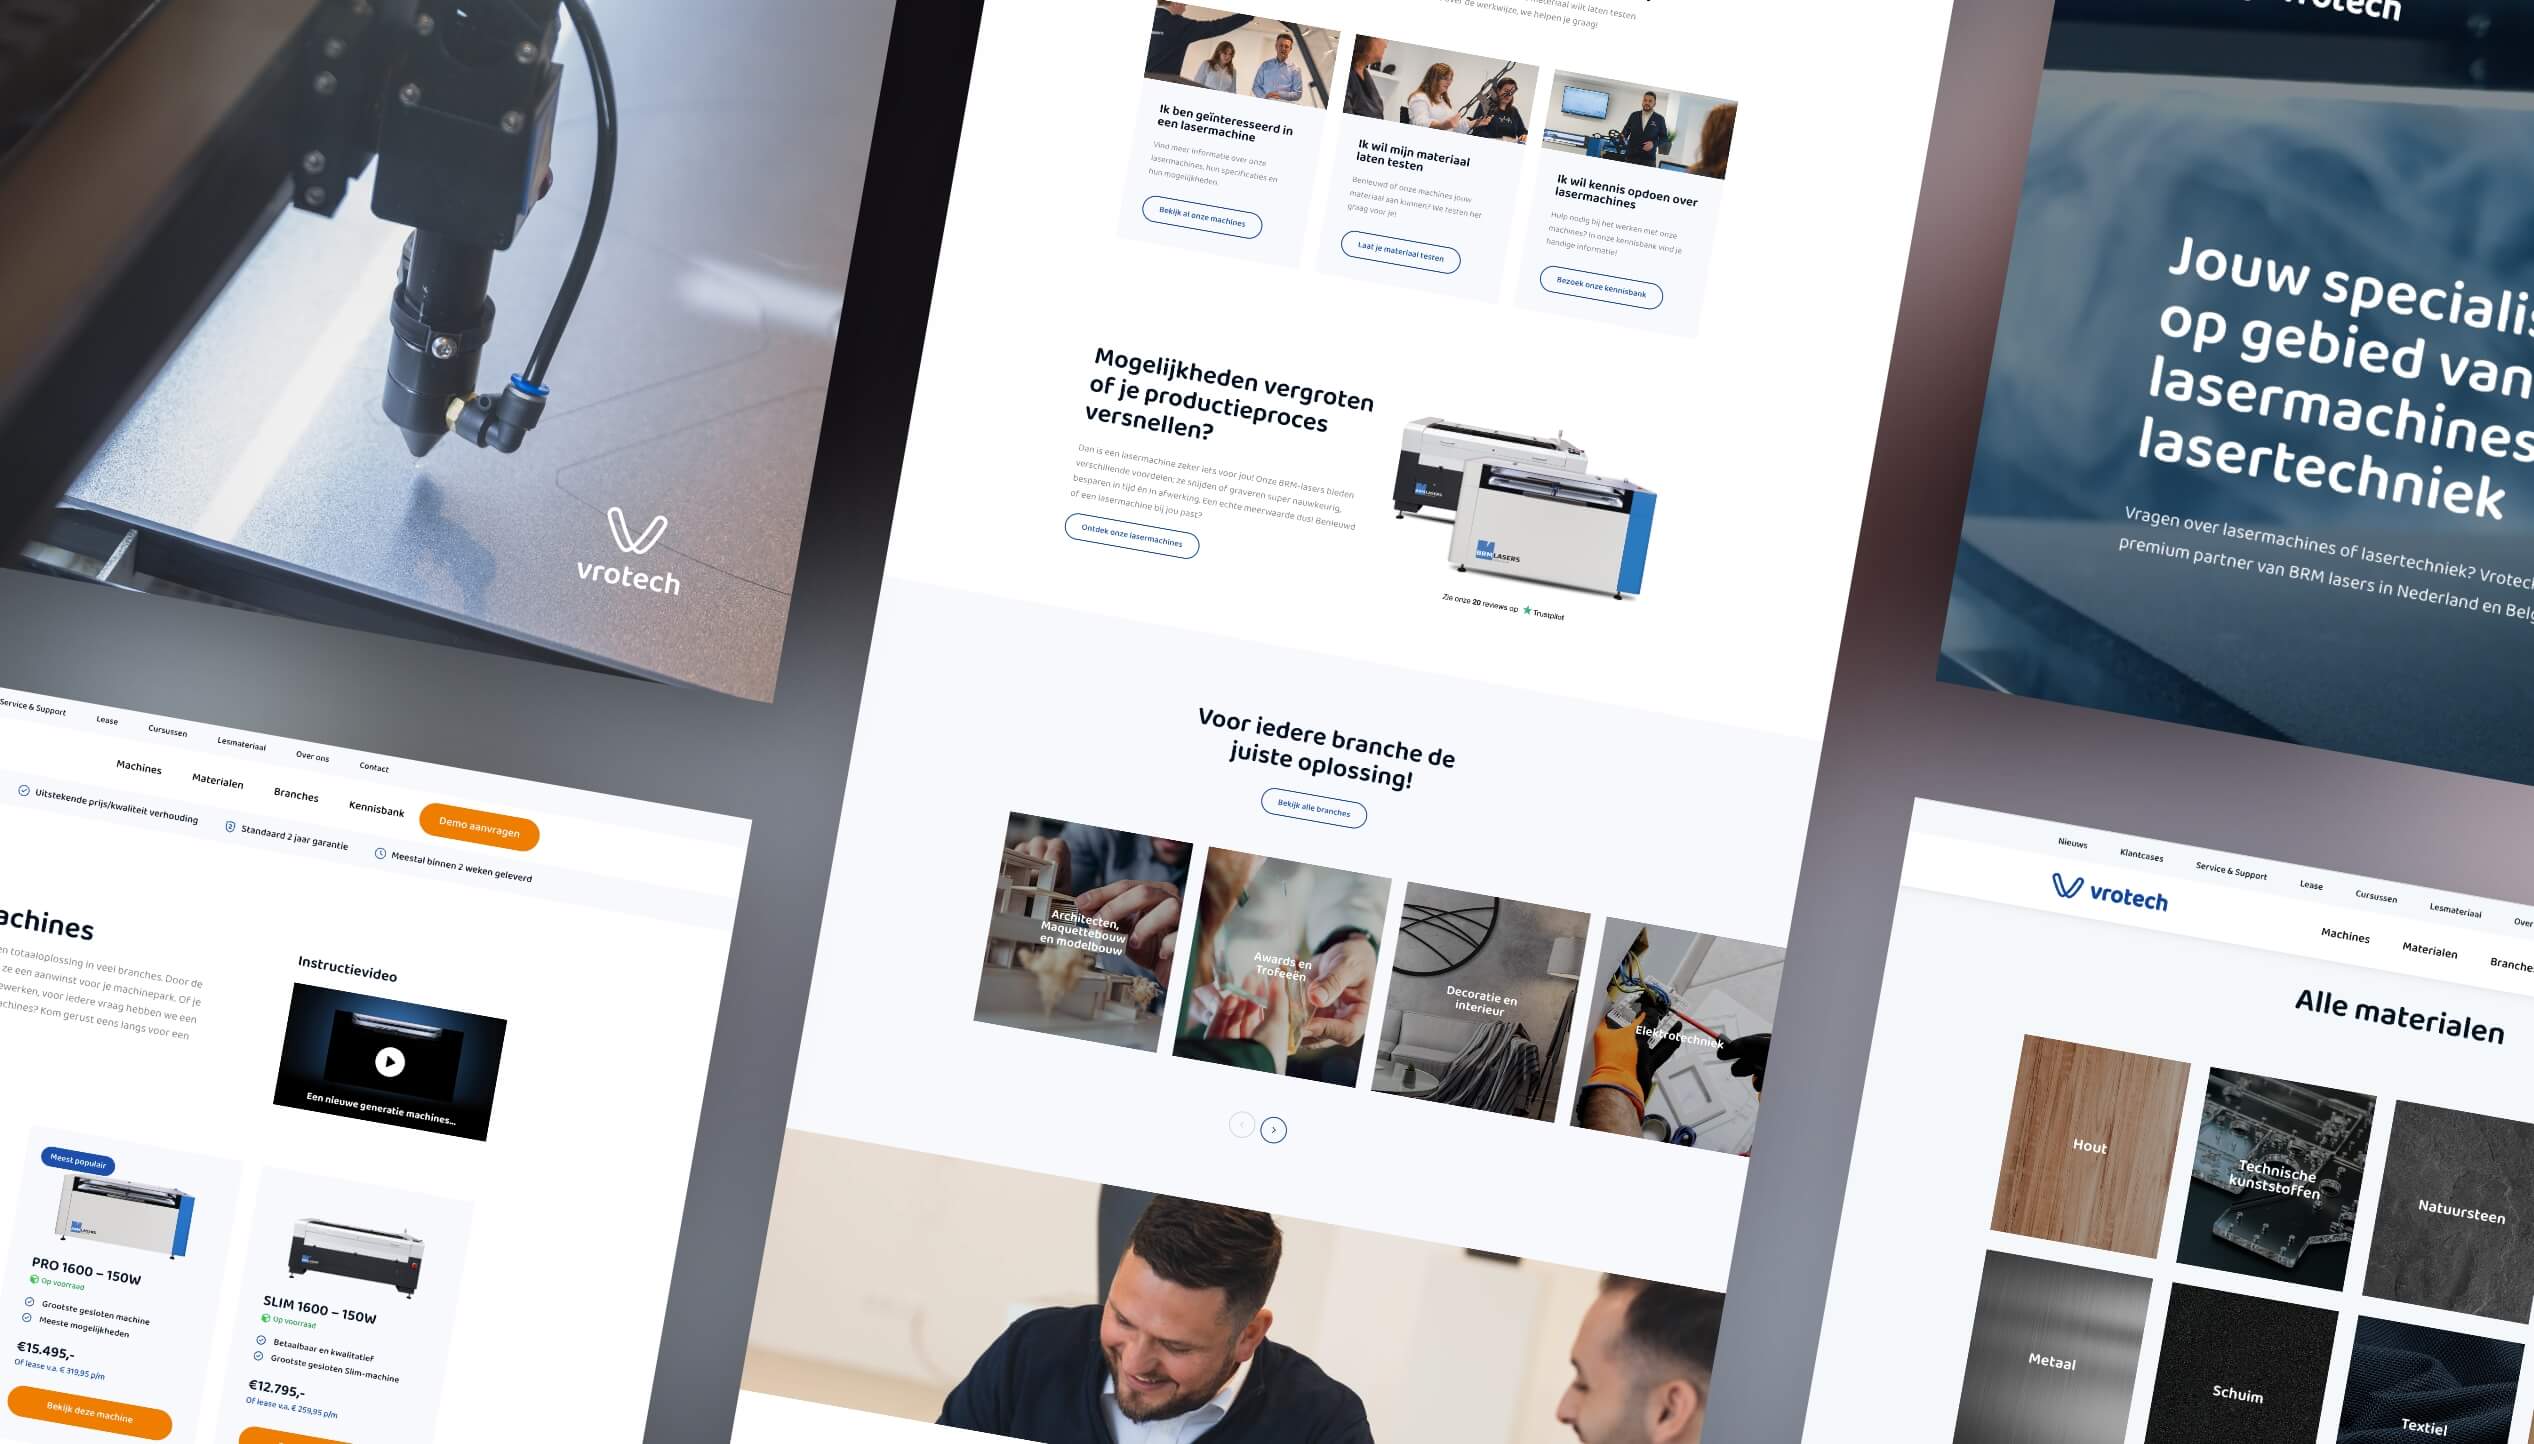 vrotech
Service & Support
Lease
Cursussen
Lesmateriaal
Over ons
Contact
Machines
Materialen
Branches
Kennisbank
Demo aanvragen
Uitstekende prijs/kwaliteit verhouding
Standaard 2 jaar garantie
Meestal binnen 2 weken geleverd
en totaaloplossing in veel branches. Door de
ze een aanwinst voor je machinepark. Of je
voor iedere vraag hebben we een
Kom gerust eens langs voor een
Instructievideo
Een nieuwe generatie machines...
Meest populair
BRM LASERS
PRO 1600 – 150W
Op voorraad
Grootste gesloten machine
Meeste mogelijkheden
€15.495,-
Of lease v.a. € 319,95 p/m
Bekijk deze machine
SLIM 1600 – 150W
Op voorraad
Betaalbaar en kwalitatief
Grootste gesloten Slim-machine
€12.795,-
Of lease v.a. € 259,95 p/m
materiaal wilt laten testen
over de werkwijze, we helpen je graag!
Ik ben geïnteresseerd in
een lasermachine
Vind meer informatie over onze
lasermachines, hun specificaties en
hun mogelijkheden.
Bekijk al onze machines
Ik wil mijn materiaal
laten testen
Benieuwd of onze machines jouw
materiaal aan kunnen? We testen het
graag voor je!
Laat je materiaal testen
Ik wil kennis opdoen over
lasermachines
Hulp nodig bij het werken met onze
machines? In onze kennisbank vind je
handige informatie!
Bezoek onze kennisbank
Mogelijkheden vergroten
of je productieproces
versnellen?
Dan is een lasermachine zeker iets voor jou! Onze BRM-lasers bieden
verschillende voordelen; ze snijden of graveren super nauwkeurig,
besparen in tijd én in afwerking. Een echte meerwaarde dus! Benieuwd
of een lasermachine bij jou past?
Ontdek onze lasermachines
BRM LASERS
BRM LASERS
Zie onze 20 reviews op Trustpilot
Voor iedere branche de
juiste oplossing!
Bekijk alle branches
Architecten,
Maquettebouw
en modelbouw
Awards en
Trofeeën
Decoratie en
interieur
Elektrotechniek
vrotech
Jouw specialis
op gebied van
lasermachines
lasertechniek
Vragen over lasermachines of lasertechniek? Vrotech
premium partner van BRM lasers in Nederland en Belg
Nieuws
Klantcases
Service & Support
Lease
Cursussen
Lesmateriaal
Over
vrotech
Machines
Materialen
Branche
Alle materialen
Hout
Technische
kunststoffen
Natuursteen
Metaal
Schuim
Textiel